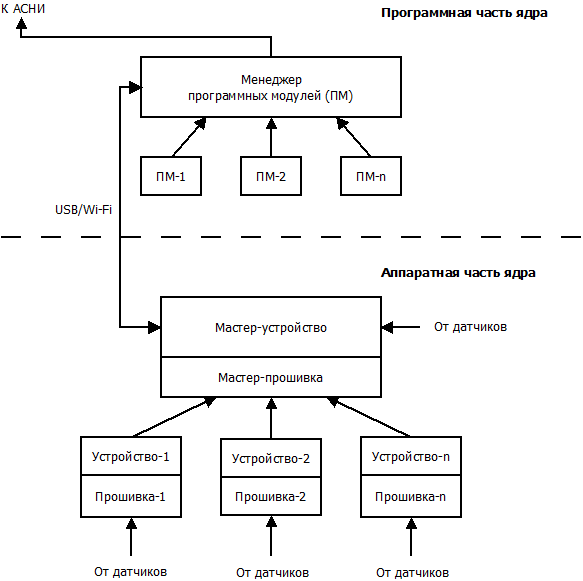 К АСНИ
Программная часть ядра
Менеджер
программных модулей (ПМ)
ПМ-1
ПМ-2
ПМ-n
USB/Wi-Fi
Аппаратная часть ядра
Мастер-устройство
От датчиков
Мастер-прошивка
Устройство-1
Устройство-2
Устройство-n
Прошивка-1
Прошивка-2
Прошивка-n
От датчиков
От датчиков
От датчиков